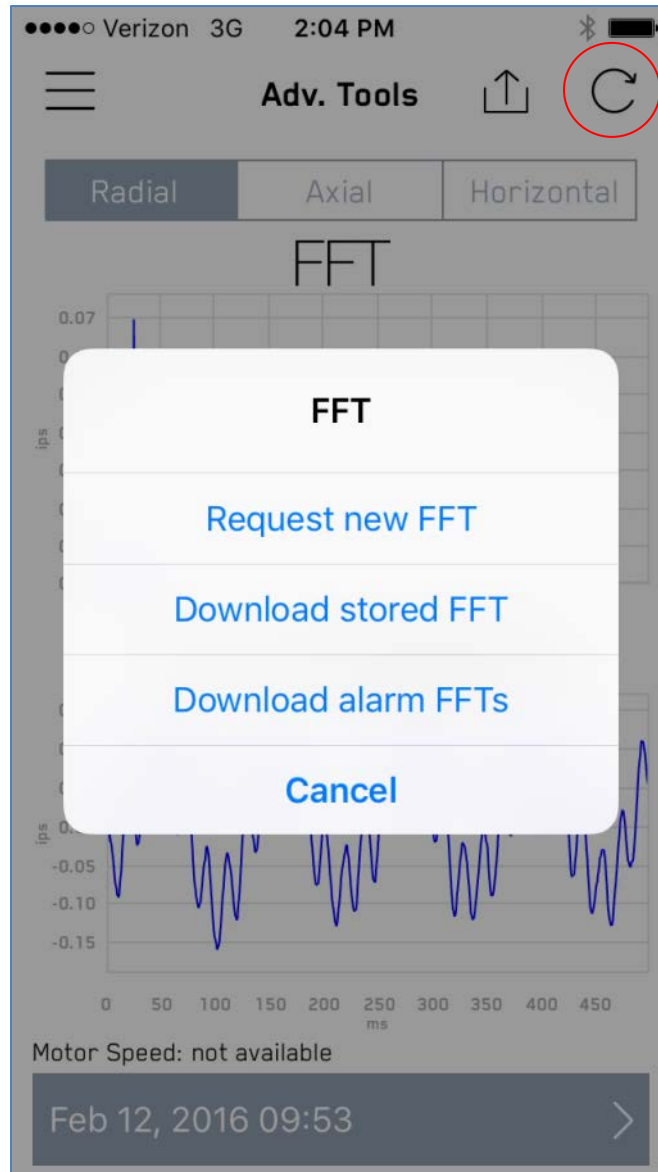 Verizon 3G 2:04 PM
Adv. Tools
Radial Axial Horizontal
FFT
0.07
ips
FFT
Request new FFT
Download stored FFT
Download alarm FFTs
Cancel
ips
-0.05
-0.10
-0.15
0 50 100 150 200 250 300 350 400 450
ms
Motor Speed: not available
Feb 12, 2016 09:53